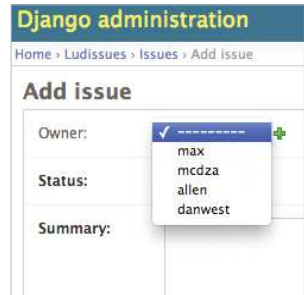 Django administration
Home › Ludissues › Issues › Add issue
Add issue
Owner:
✓ ---------
max
mcdza
allen
danwest
Status:
Summary: